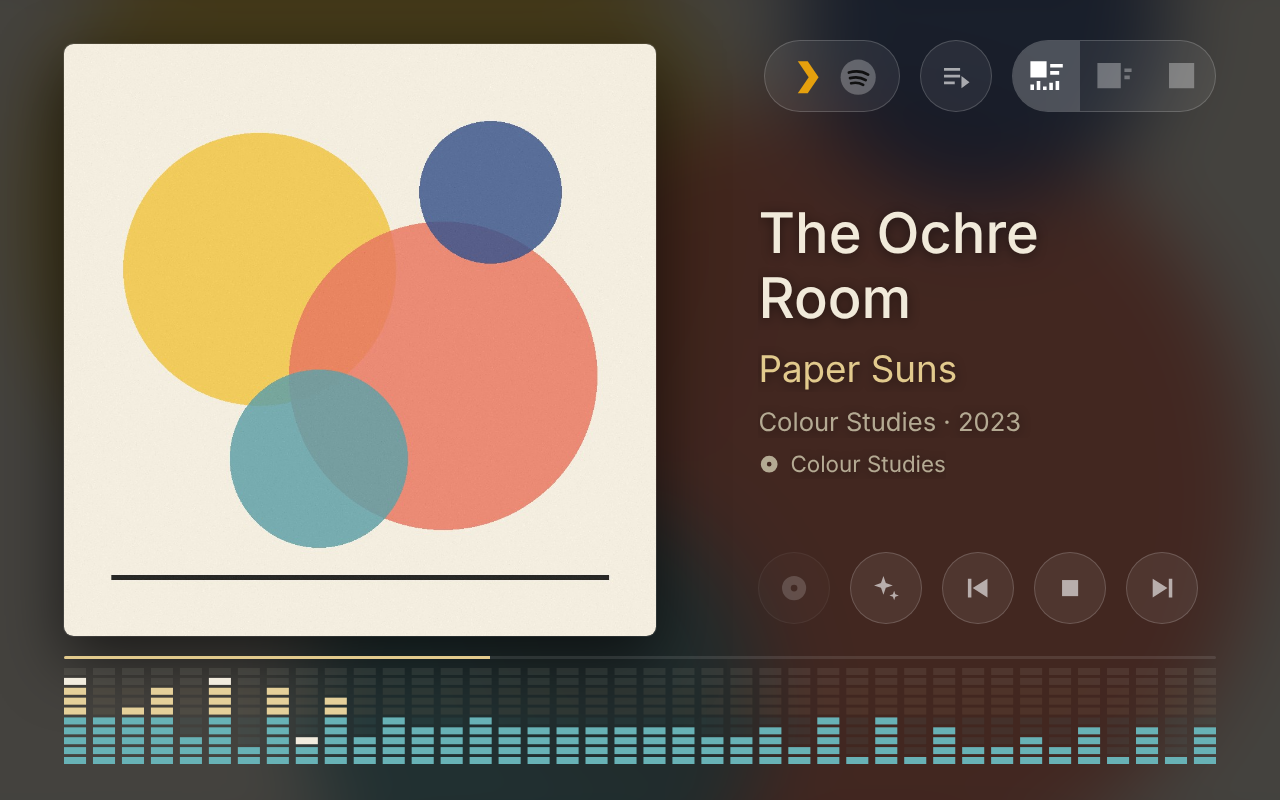 The Ochre
Room
Paper Suns
Colour Studies · 2023
Colour Studies